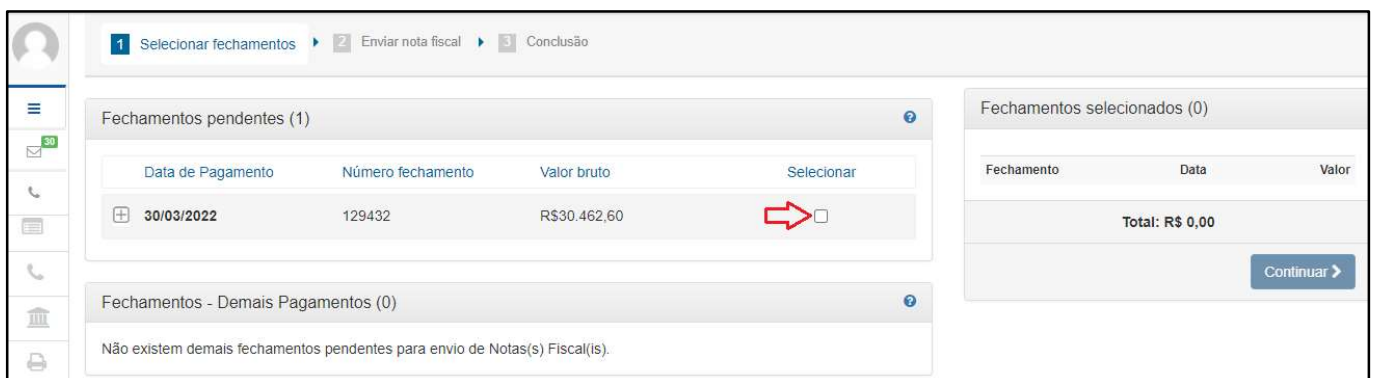 1 Selecionar fechamentos 2 Enviar nota fiscal 3 Conclusão
30
Fechamentos pendentes (1)
Data de Pagamento Número fechamento Valor bruto Selecionar
30/03/2022 129432 R$30.462,60
Fechamentos - Demais Pagamentos (0)
Não existem demais fechamentos pendentes para envio de Notas(s) Fiscal(is).
Fechamentos selecionados (0)
Fechamento Data Valor
Total: R$ 0,00
Continuar